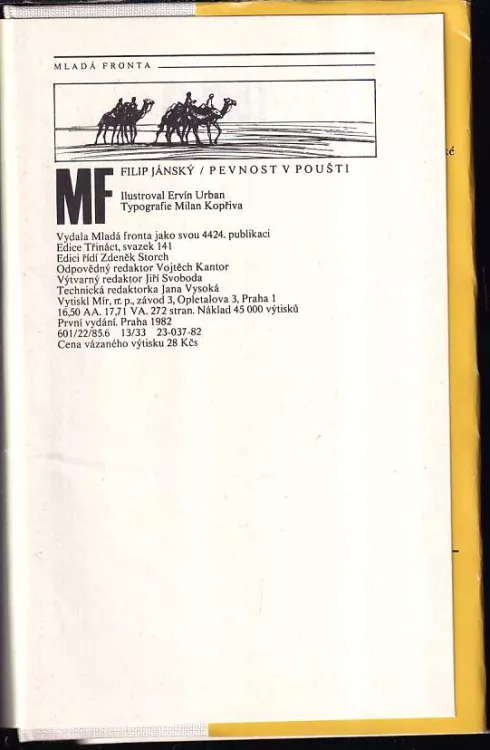 MLADÁ FRONTA
MF
FILIP JÁNSKÝ / PEVNOST V POUŠTI
Ilustroval Ervín Urban
Typografie Milan Kopřiva
Vydala Mladá fronta jako svou 4424. publikaci
Edice Třináct, svazek 141
Edici řídí Zdeněk Storch
Odpovědný redaktor Vojtěch Kantor
Výtvarný redaktor Jiří Svoboda
Technická redaktorka Jana Vysoká
Vytiskl Mír, n. p., závod 3, Opletalova 3, Praha 1
16,50 AA. 17,71 VA. 272 stran. Náklad 45 000 výtisků
První vydání. Praha 1982
601/22/85.6 13/33 23-037-82
Cena vázaného výtisku 28 Kčs